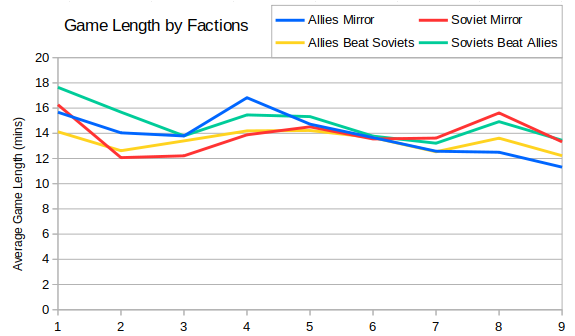 Game Length by Factions
Allies Mirror
Soviet Mirror
Allies Beat Soviets
Soviets Beat Allies
Average Game Length (mins)
20
18
16
14
12
10
8
6
4
2
0
1 2 3 4 5 6 7 8 9